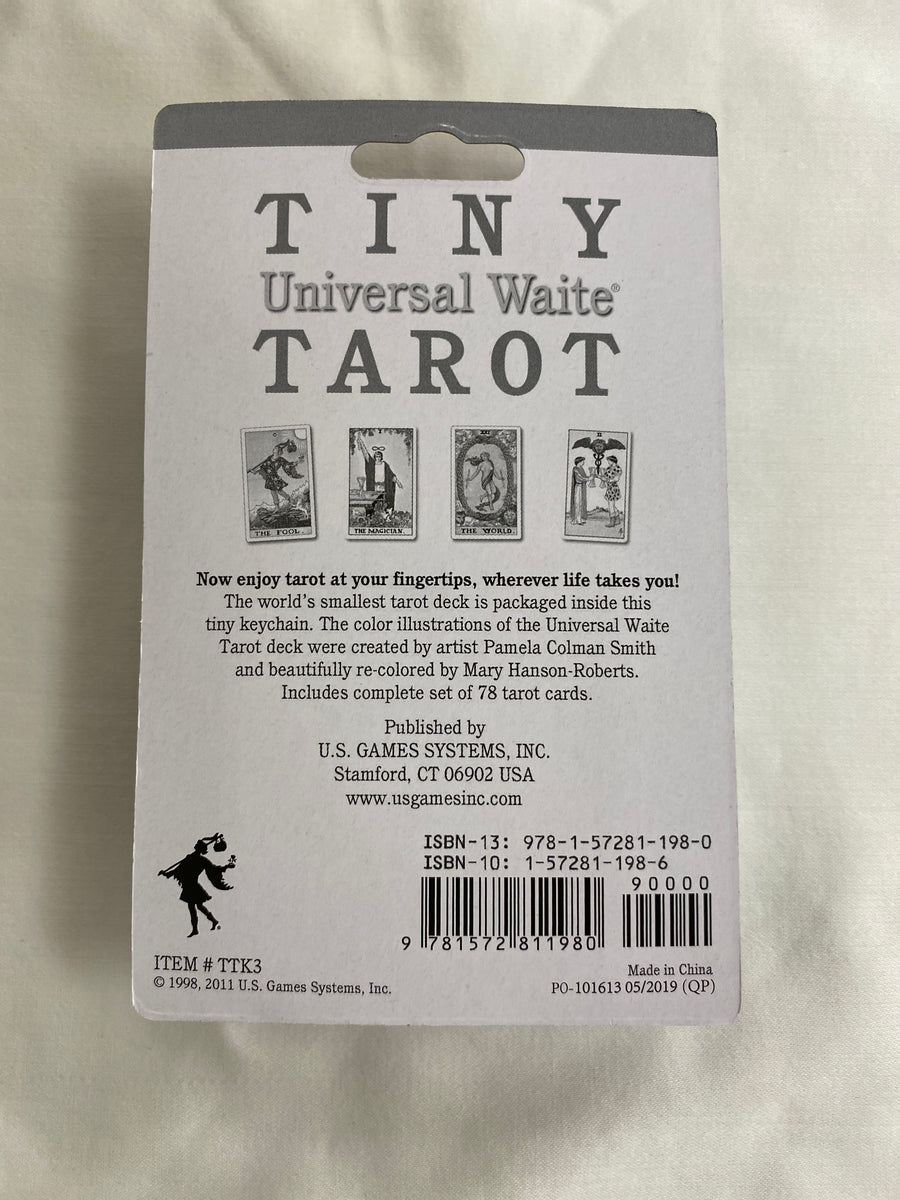 TINY
Universal Waite®
TAROT
0
I
XXI
II
THE FOOL.
THE MAGICIAN.
THE WORLD.
Now enjoy tarot at your fingertips, wherever life takes you!
The world's smallest tarot deck is packaged inside this
tiny keychain. The color illustrations of the Universal Waite
Tarot deck were created by artist Pamela Colman Smith
and beautifully re-colored by Mary Hanson-Roberts.
Includes complete set of 78 tarot cards.
Published by
U.S. GAMES SYSTEMS, INC.
Stamford, CT 06902 USA
www.usgamesinc.com
ISBN-13: 978-1-57281-198-0
ISBN-10: 1-57281-198-6
90000
9 781572 811980
ITEM # TTK3
© 1998, 2011 U.S. Games Systems, Inc.
Made in China
PO-101613 05/2019 (QP)